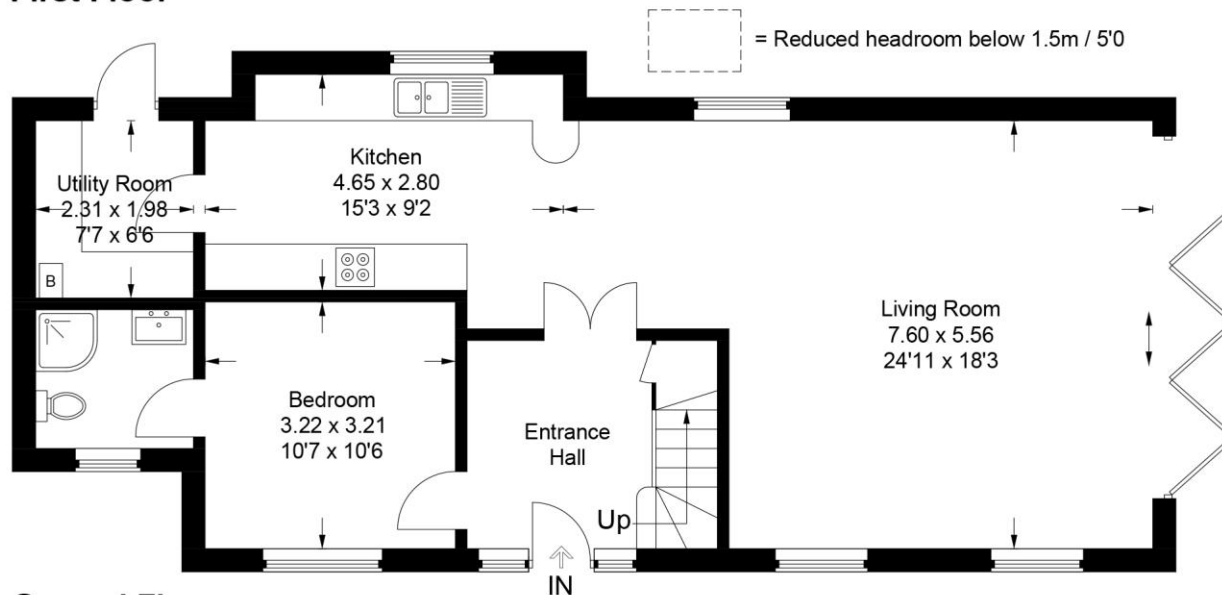 = Reduced headroom below 1.5m / 5'0
Kitchen
4.65 x 2.80
15'3 x 9'2
Utility Room
2.31 x 1.98
7'7 x 6'6
B
Living Room
7.60 x 5.56
24'11 x 18'3
Bedroom
3.22 x 3.21
10'7 x 10'6
Entrance
Hall
Up
IN